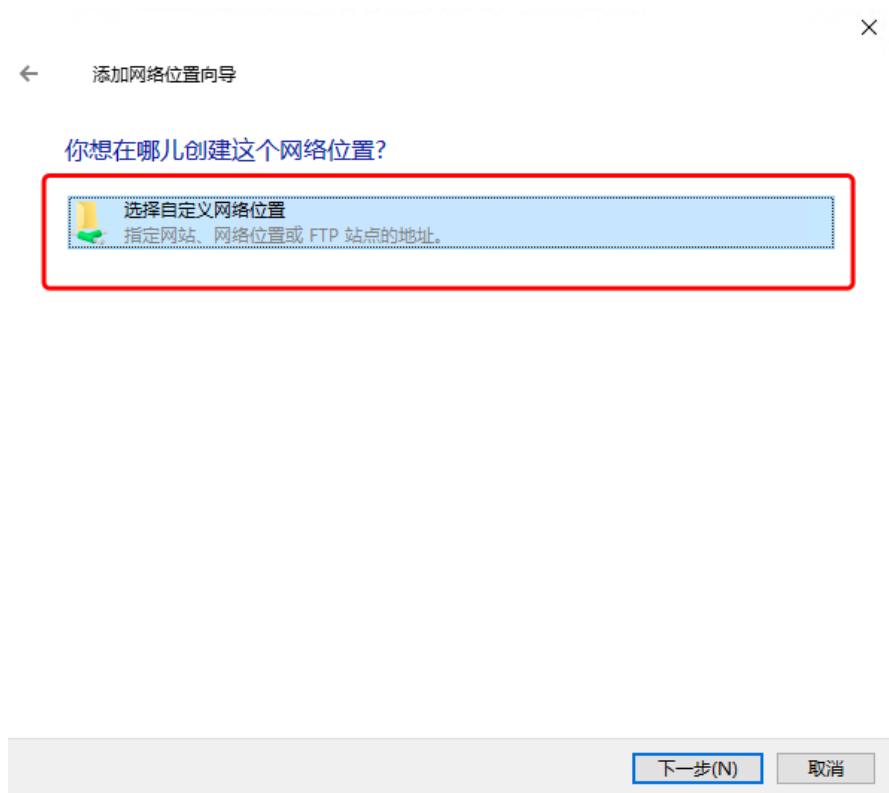 添加网络位置向导
你想在哪儿创建这个网络位置?
选择自定义网络位置
指定网站、网络位置或 FTP 站点的地址。
下一步(N)
取消